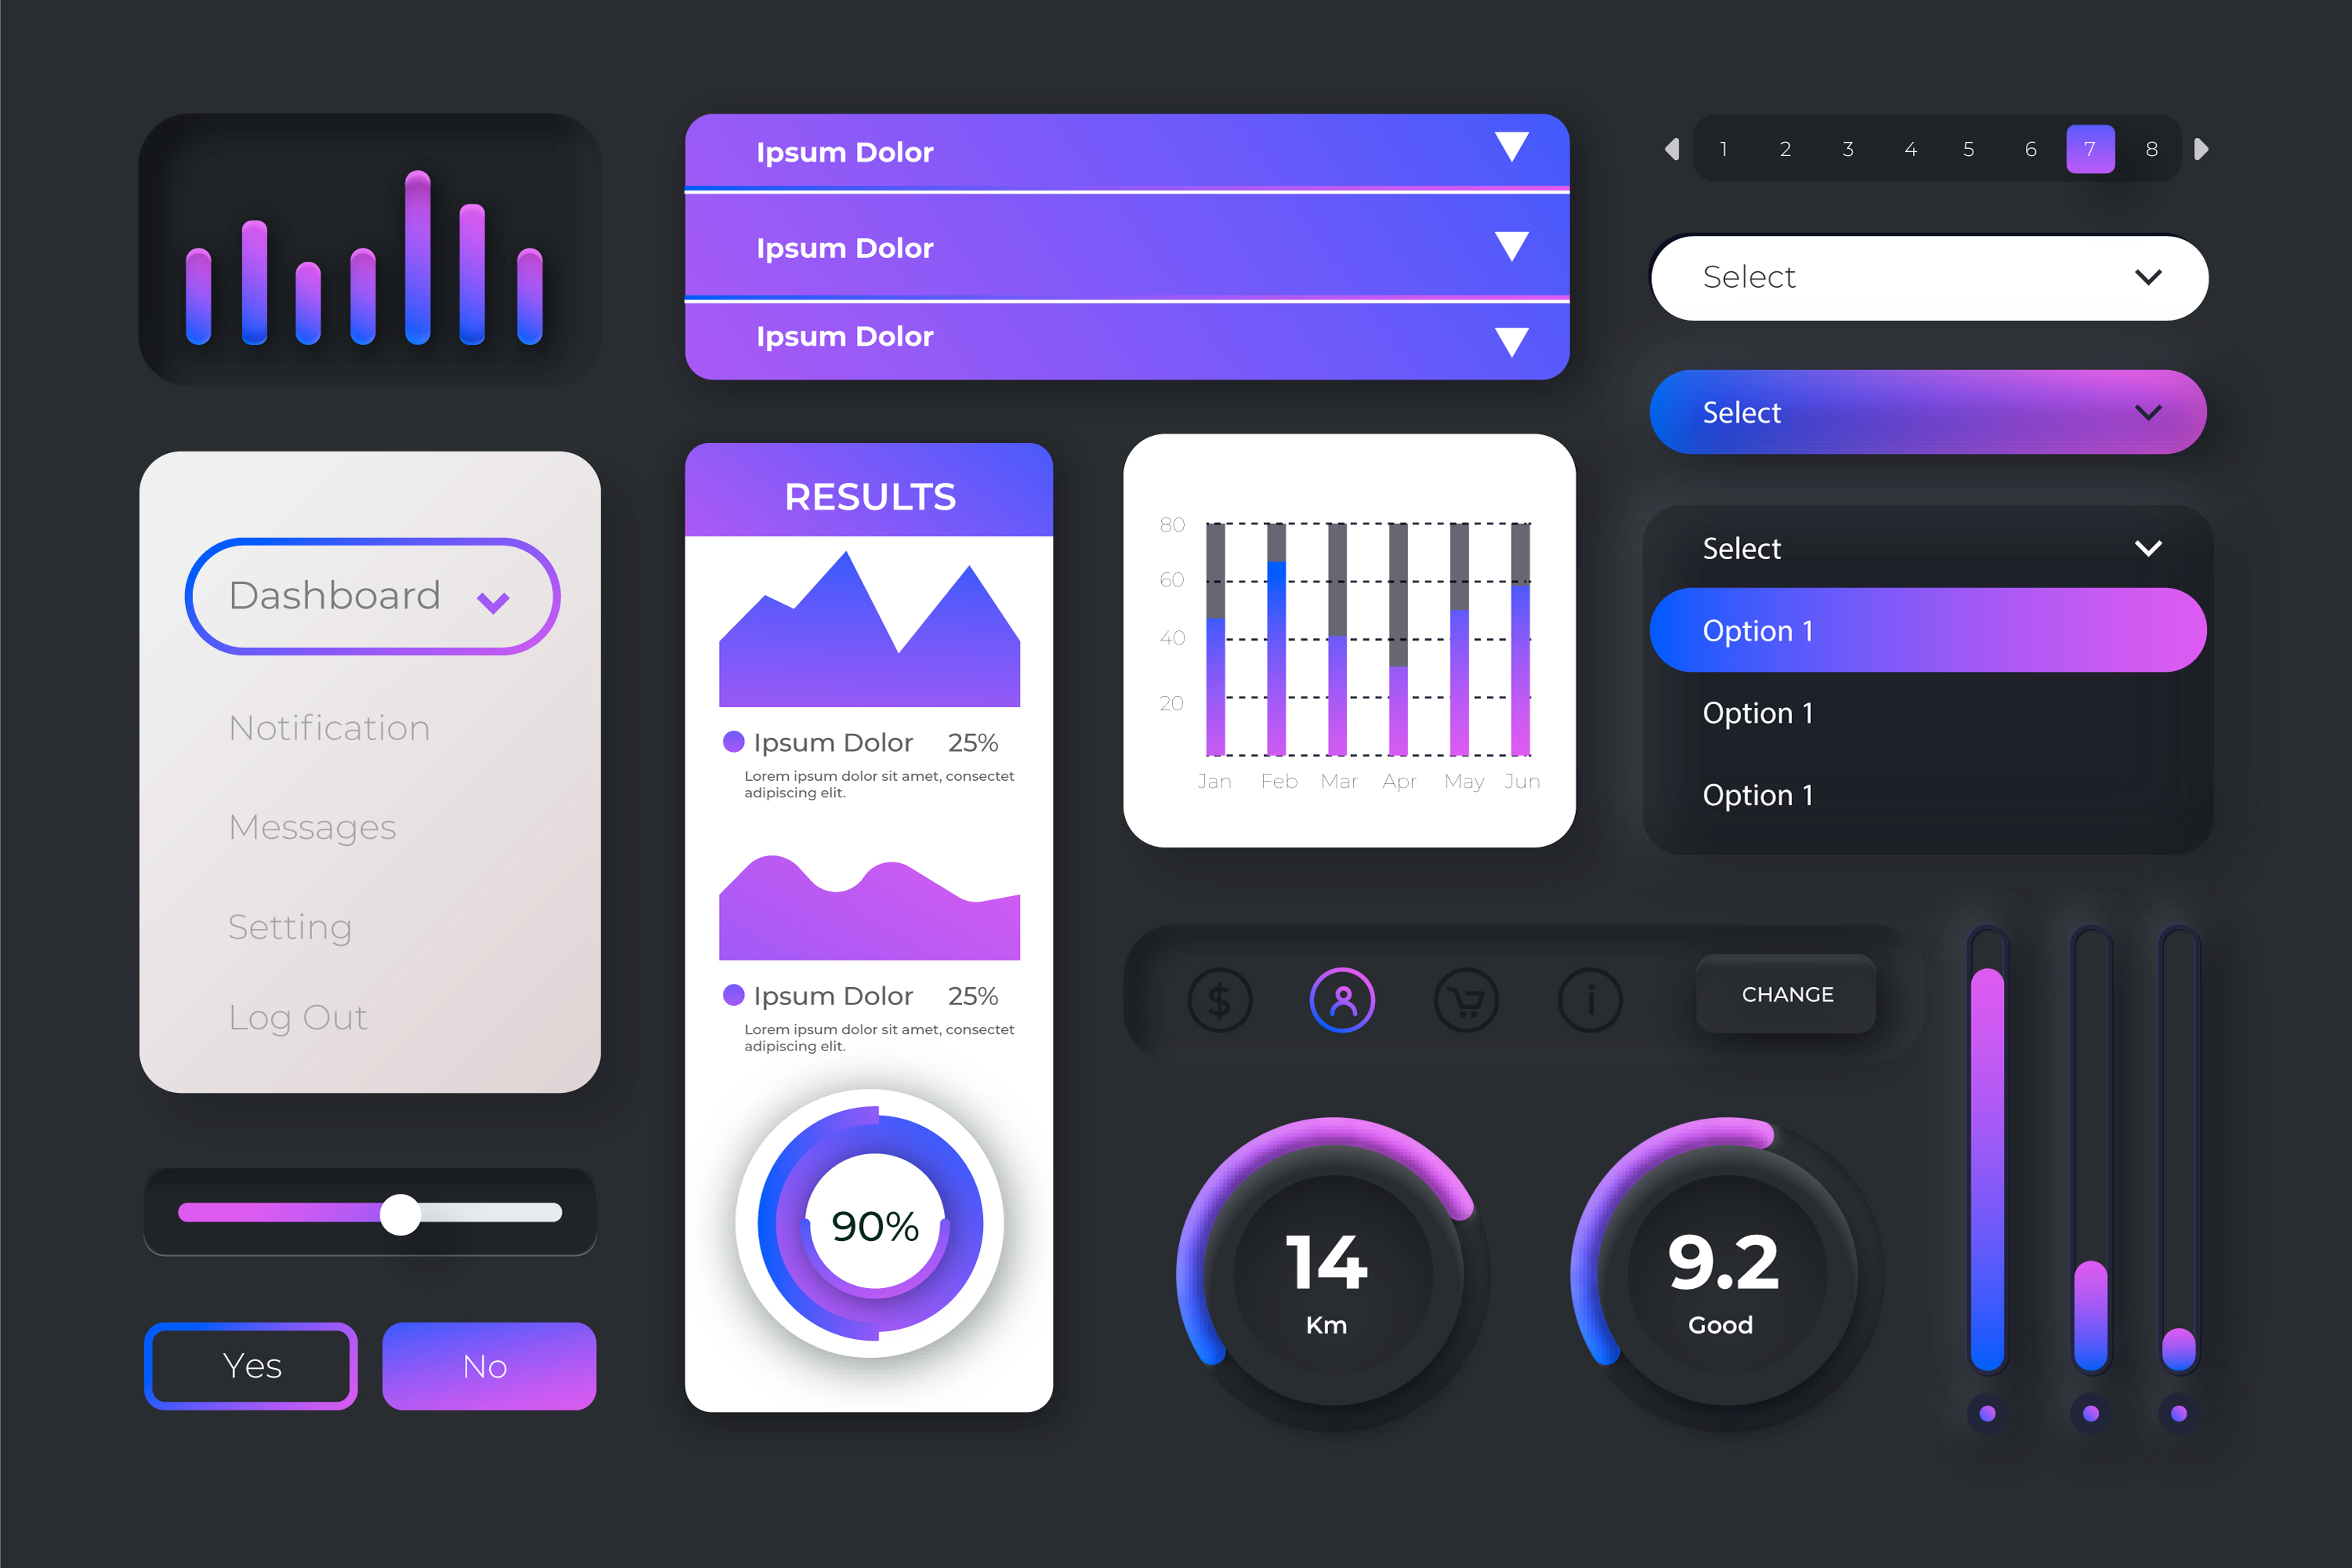 Ipsum Dolor
Ipsum Dolor
Ipsum Dolor
1 2 3 4 5 6 7 8
Select
Select
Select
Option 1
Option 1
Option 1
Dashboard
Notification
Messages
Setting
Log Out
Yes
No
RESULTS
Ipsum Dolor 25%
Lorem ipsum dolor sit amet, consectet
adipiscing elit.
Ipsum Dolor 25%
Lorem ipsum dolor sit amet, consectet
adipiscing elit.
90%
80
60
40
20
Jan Feb Mar Apr May Jun
$ i CHANGE
14
Km
9.2
Good